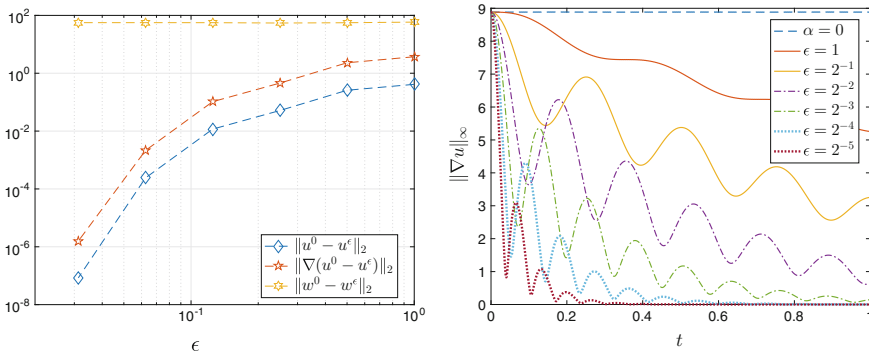 10^2
10^0
10^-2
10^-4
10^-6
10^-8
10^-1
10^0
ϵ
‖u^0 − u^ϵ‖_2
‖∇(u^0 − u^ϵ)‖_2
‖w^0 − w^ϵ‖_2
9
8
7
6
5
4
3
2
1
0
‖∇u‖_∞
0
0.2
0.4
0.6
0.8
1
t
α = 0
ϵ = 1
ϵ = 2^-1
ϵ = 2^-2
ϵ = 2^-3
ϵ = 2^-4
ϵ = 2^-5